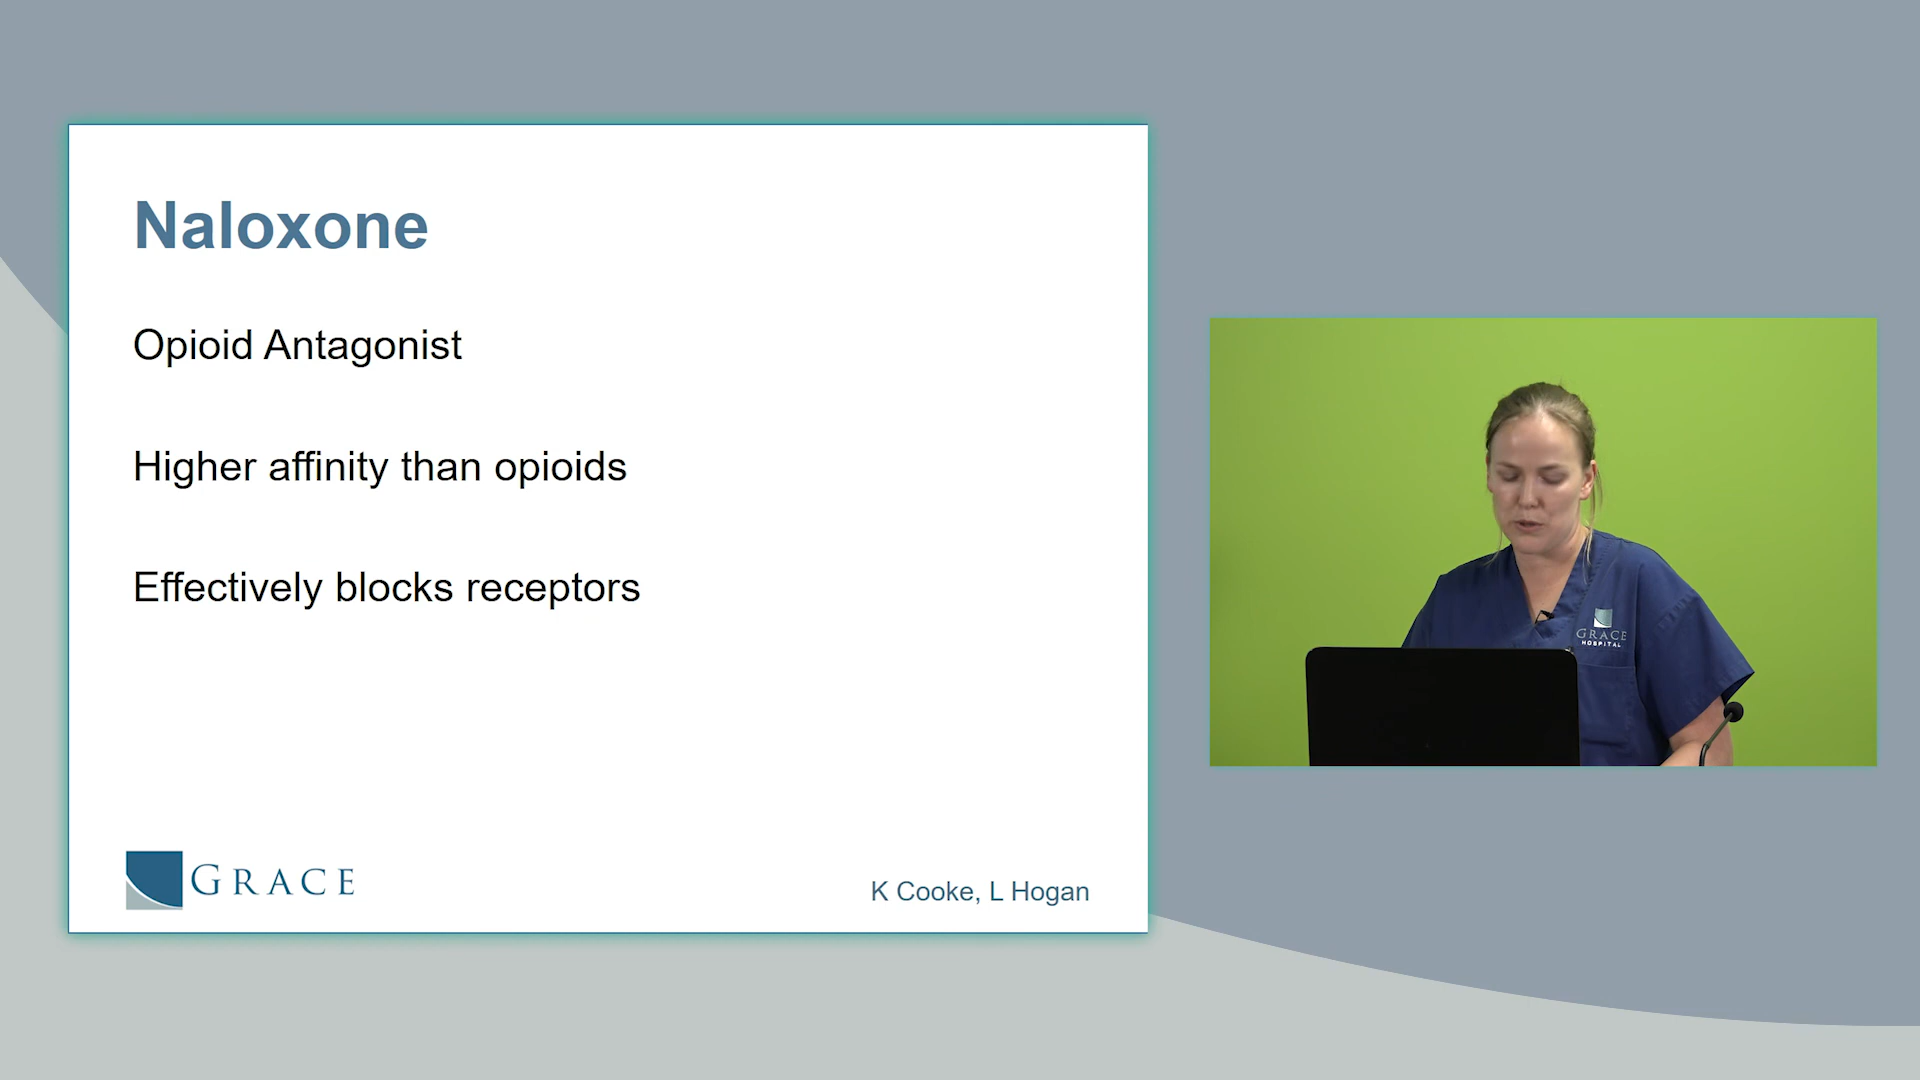 Naloxone
Opioid Antagonist
Higher affinity than opioids
Effectively blocks receptors
GRACE
K Cooke, L Hogan
GRACE
HOSPITAL